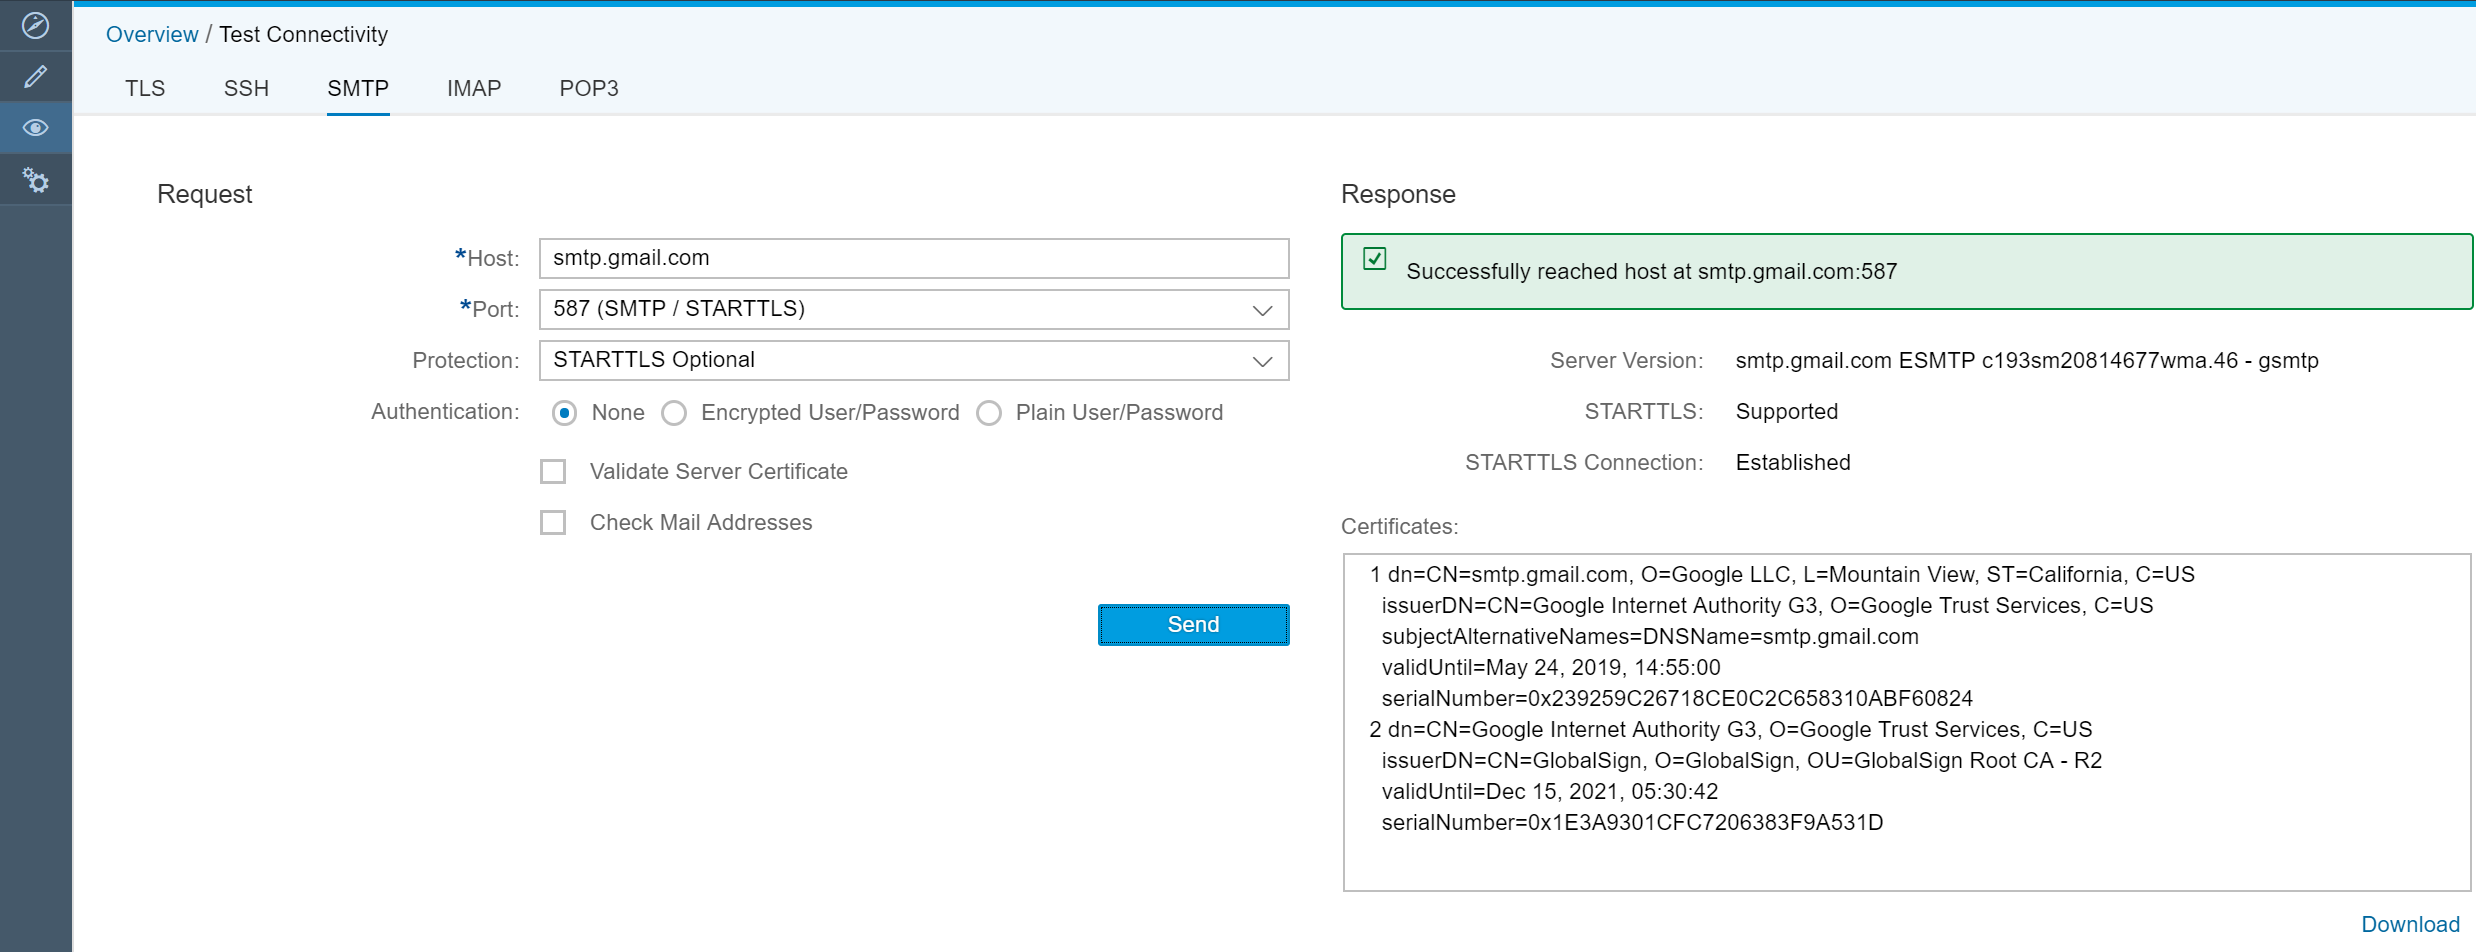 Overview / Test Connectivity
TLS SSH SMTP IMAP POP3
Request
*Host: smtp.gmail.com
*Port: 587 (SMTP / STARTTLS)
Protection: STARTTLS Optional
Authentication: None Encrypted User/Password Plain User/Password
Validate Server Certificate
Check Mail Addresses
Send
Response
Successfully reached host at smtp.gmail.com:587
Server Version: smtp.gmail.com ESMTP c193sm20814677wma.46 - gsmtp
STARTTLS: Supported
STARTTLS Connection: Established
Certificates:
1 dn=CN=smtp.gmail.com, O=Google LLC, L=Mountain View, ST=California, C=US
issuerDN=CN=Google Internet Authority G3, O=Google Trust Services, C=US
subjectAlternativeNames=DNSName=smtp.gmail.com
validUntil=May 24, 2019, 14:55:00
serialNumber=0x239259C26718CE0C2C658310ABF60824
2 dn=CN=Google Internet Authority G3, O=Google Trust Services, C=US
issuerDN=CN=GlobalSign, O=GlobalSign, OU=GlobalSign Root CA - R2
validUntil=Dec 15, 2021, 05:30:42
serialNumber=0x1E3A9301CFC7206383F9A531D
Download